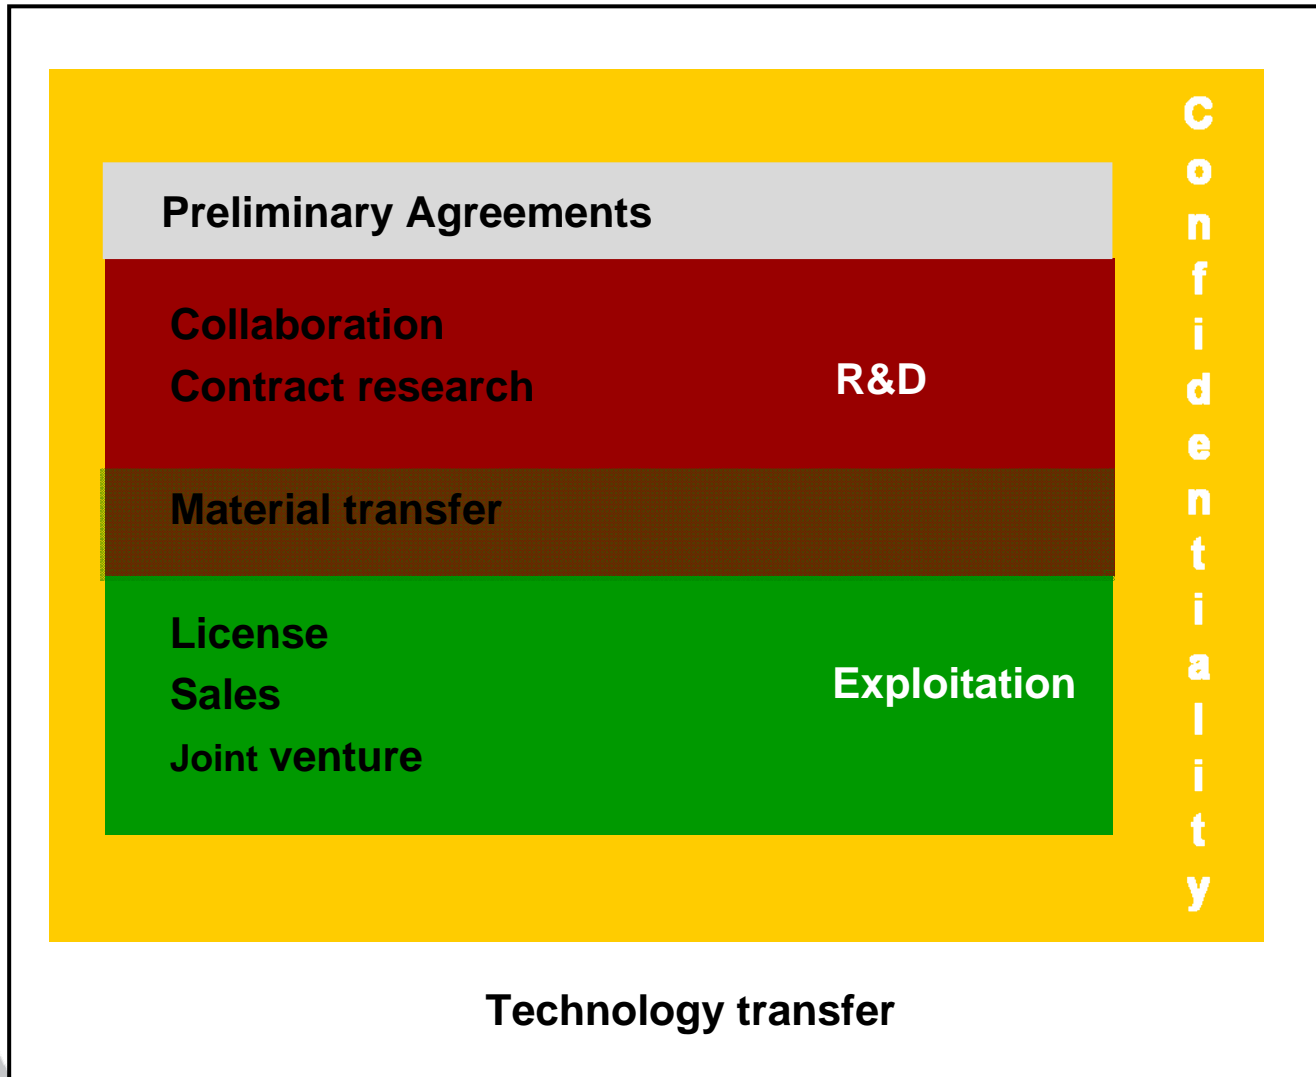 Preliminary Agreements
Collaboration
Contract research
R&D
Material transfer
License
Sales
Exploitation
Joint venture
Confidentiality
Technology transfer